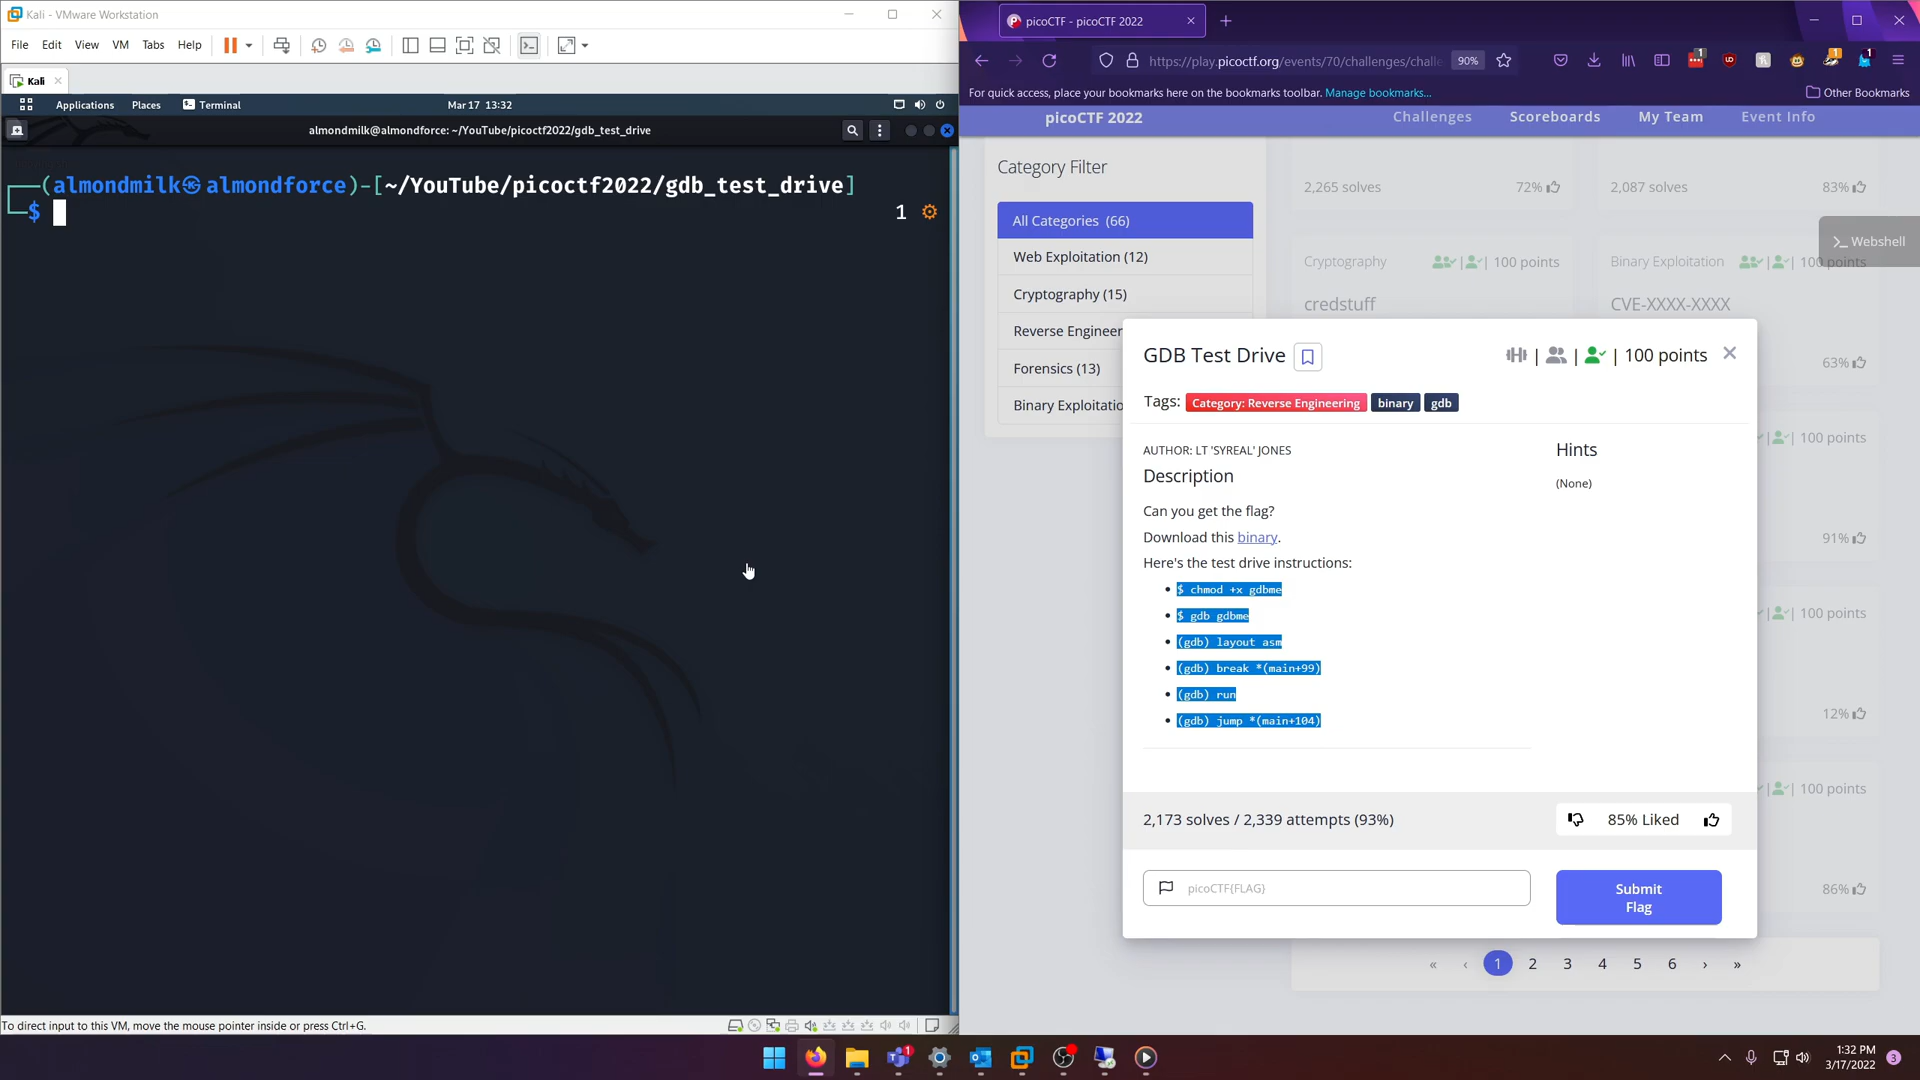 Kali - VMware Workstation
File Edit View VM Tabs Help
Kali
Applications Places Terminal Mar 17 13:32
almondmilk@almondforce: ~/YouTube/picoctf2022/gdb_test_drive
(almondmilk㉿almondforce)-[~/YouTube/picoctf2022/gdb_test_drive]
$ 1
To direct input to this VM, move the mouse pointer inside or press Ctrl+G.
picoCTF - picoCTF 2022
https://play.picoctf.org/events/70/challenges/challe 90%
For quick access, place your bookmarks here on the bookmarks toolbar. Manage bookmarks...
Other Bookmarks
picoCTF 2022 Challenges Scoreboards My Team Event Info
Category Filter
All Categories (66)
Web Exploitation (12)
Cryptography (15)
Reverse Engineer
Forensics (13)
Binary Exploitatio
2,265 solves 72%
2,087 solves 83%
Webshell
Cryptography | 100 points
credstuff
Binary Exploitation | 100 points
CVE-XXXX-XXXX
63%
| 100 points
91%
| 100 points
12%
| 100 points
86%
GDB Test Drive | | 100 points
Tags: Category: Reverse Engineering binary gdb
AUTHOR: LT 'SYREAL' JONES
Description
Can you get the flag?
Download this binary.
Here's the test drive instructions:
• $ chmod +x gdbme
• $ gdb gdbme
• (gdb) layout asm
• (gdb) break *(main+99)
• (gdb) run
• (gdb) jump *(main+104)
Hints
(None)
2,173 solves / 2,339 attempts (93%)
85% Liked
picoCTF{FLAG}
Submit
Flag
« ‹ 1 2 3 4 5 6 › »
1:32 PM
3/17/2022
3